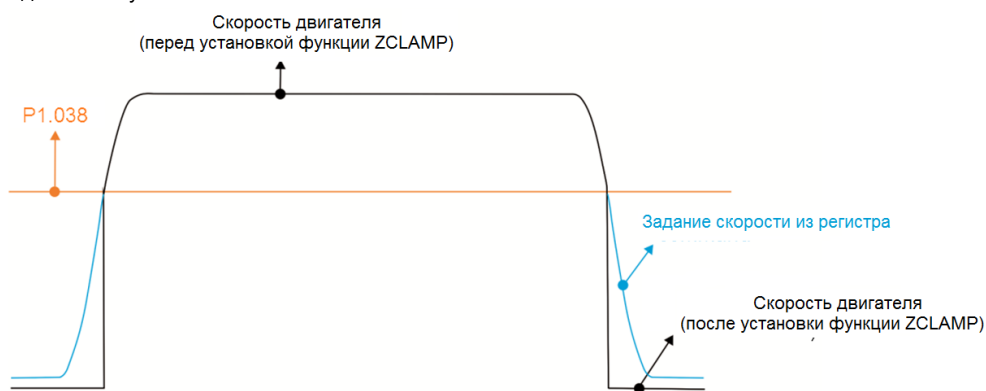 Скорость двигателя
(перед установкой функции ZCLAMP)
P1.038
Задание скорости из регистра
Скорость двигателя
(после установки функции ZCLAMP)